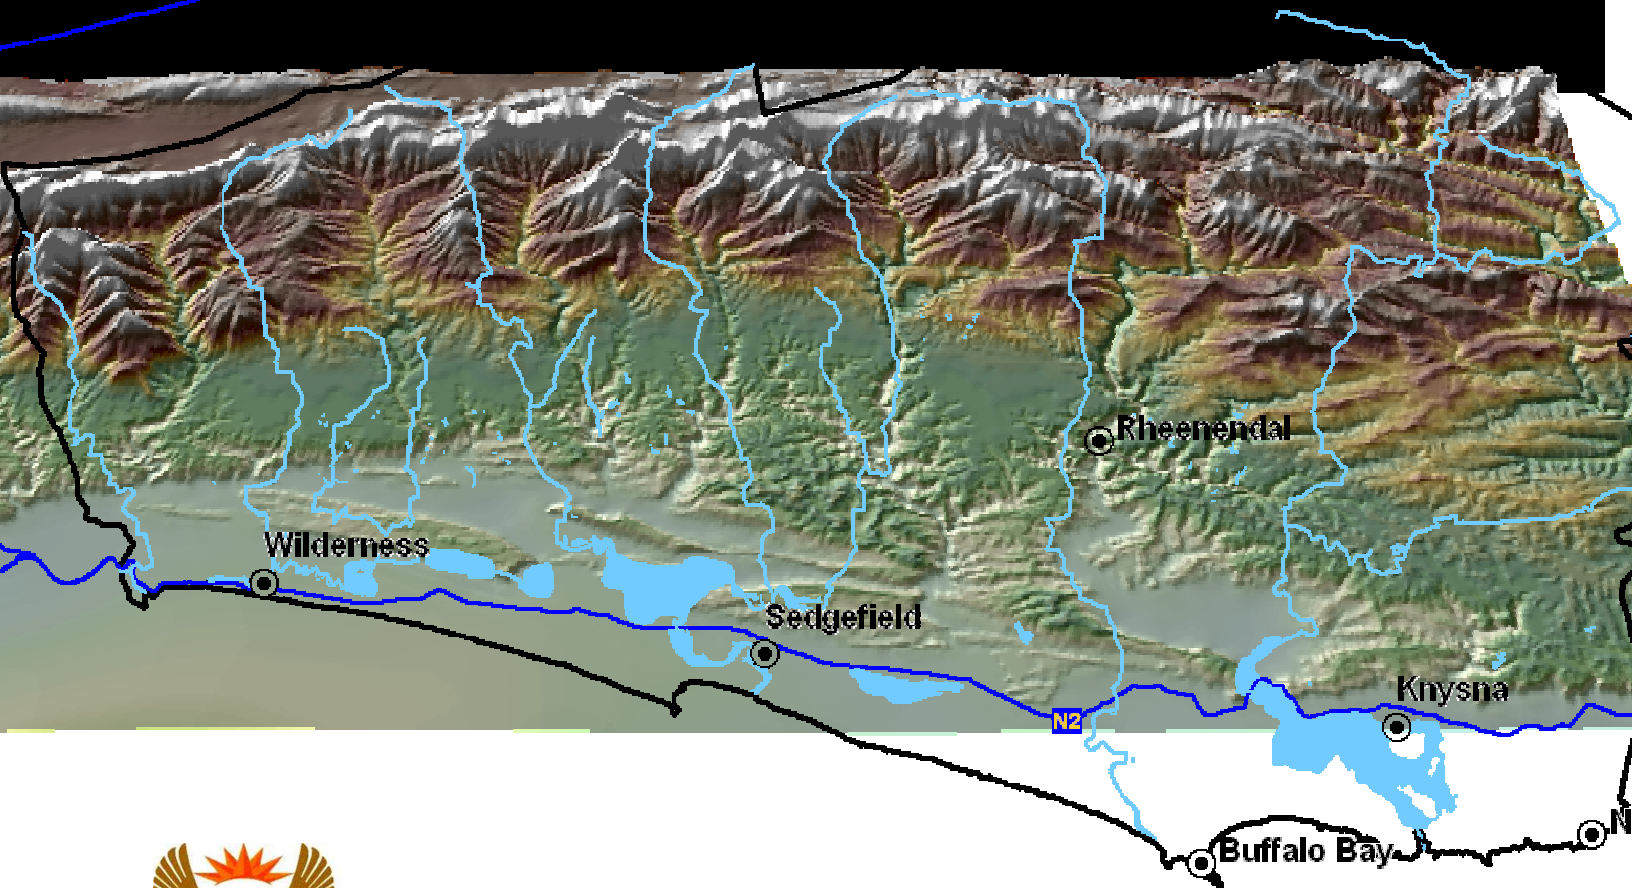 Rheenendal
Wilderness
Sedgefield
Knysna
N2
Buffalo Bay
N